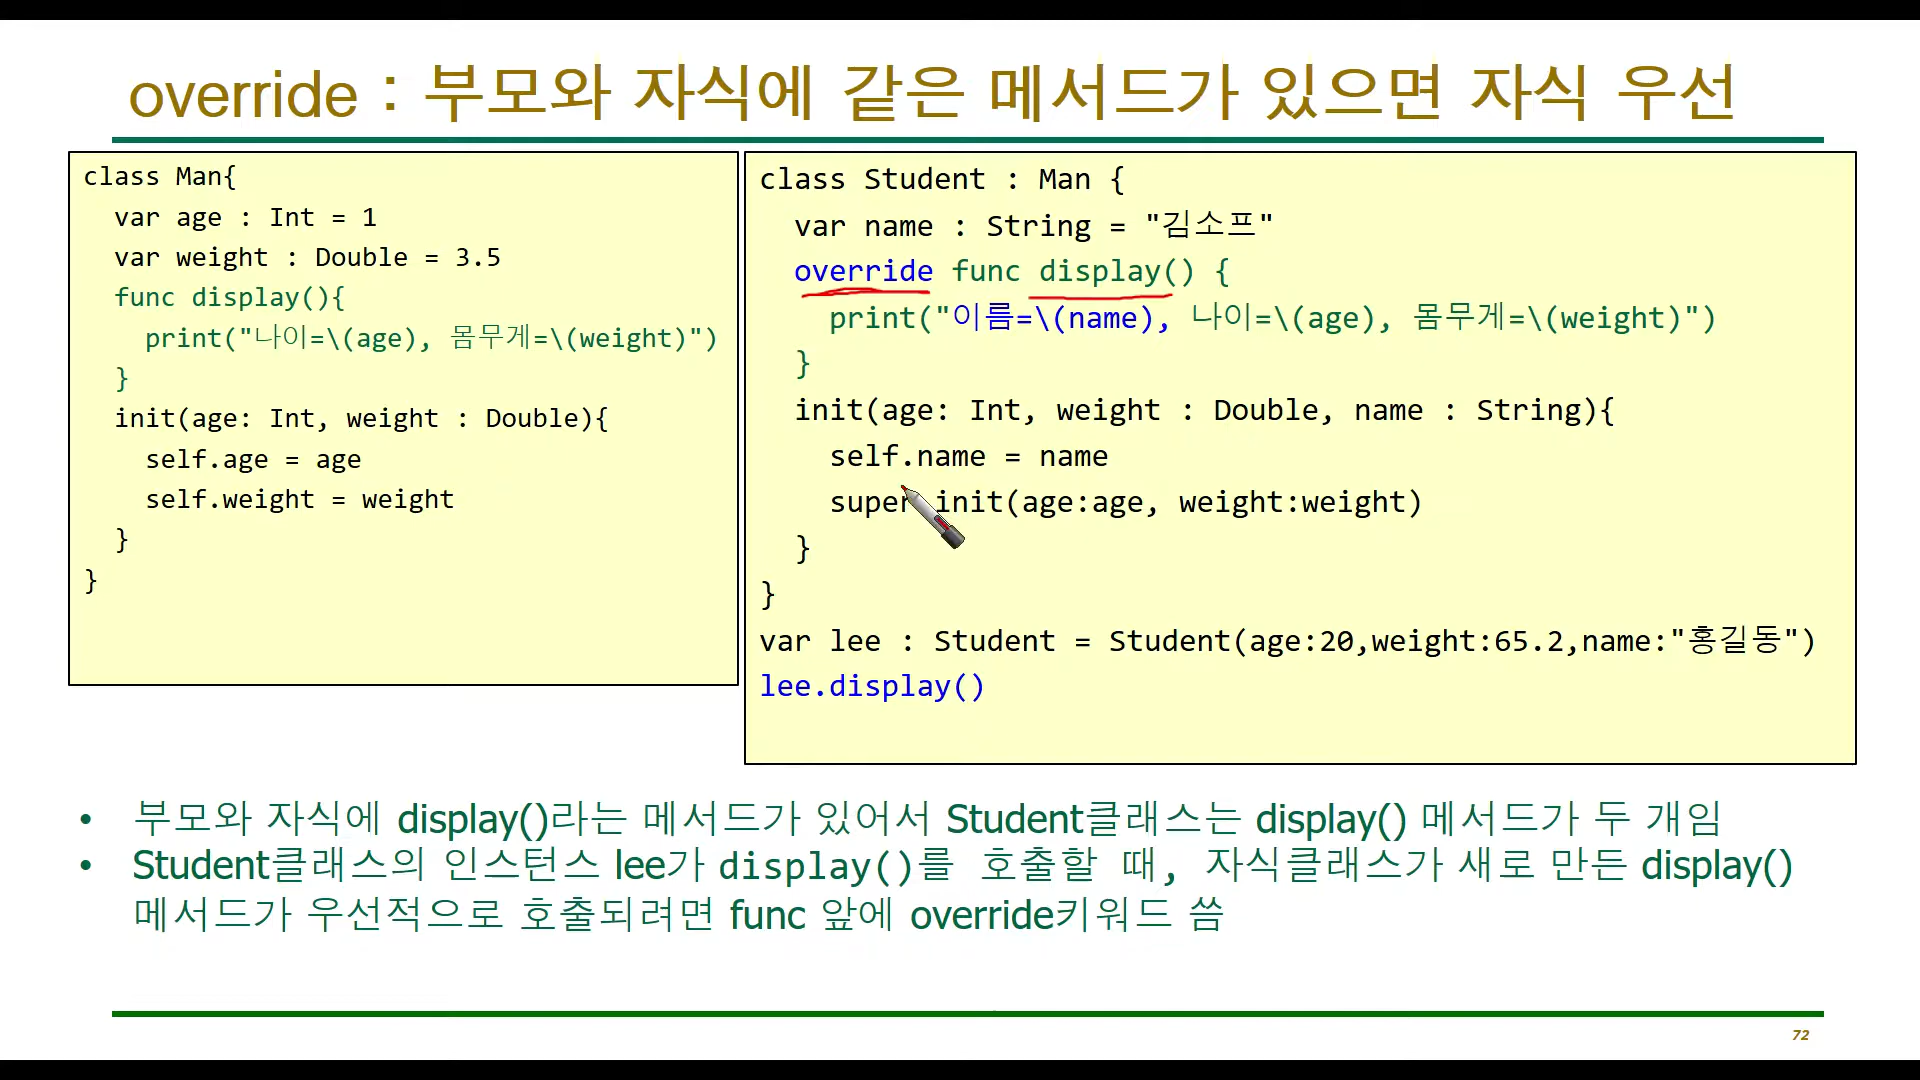 override : 부모와 자식에 같은 메서드가 있으면 자식 우선
class Man{
var age : Int = 1
var weight : Double = 3.5
func display(){
print("나이=\(age), 몸무게=\(weight)")
}
init(age: Int, weight : Double){
self.age = age
self.weight = weight
}
}
class Student : Man {
var name : String = "김소프"
override func display() {
print("이름=\(name), 나이=\(age), 몸무게=\(weight)")
}
init(age: Int, weight : Double, name : String){
self.name = name
super.init(age:age, weight:weight)
}
}
var lee : Student = Student(age:20,weight:65.2,name:"홍길동")
lee.display()
• 부모와 자식에 display()라는 메서드가 있어서 Student클래스는 display() 메서드가 두 개임
• Student클래스의 인스턴스 lee가 display()를 호출할 때, 자식클래스가 새로 만든 display()
메서드가 우선적으로 호출되려면 func 앞에 override키워드 씀
72